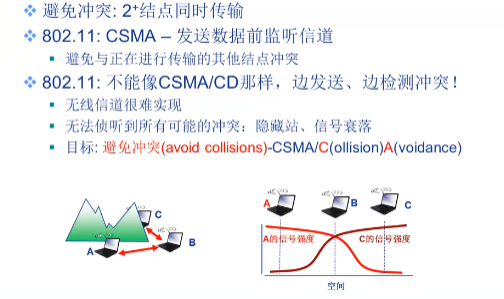 避免冲突: 2⁺结点同时传输
802.11: CSMA – 发送数据前监听信道
避免与正在进行传输的其他结点冲突
802.11: 不能像CSMA/CD那样，边发送、边检测冲突！
无线信道很难实现
无法侦听到所有可能的冲突：隐藏站、信号衰落
目标: 避免冲突(avoid collisions)-CSMA/C(ollision)A(voidance)
C
B
A
A
B
C
A的信号强度
C的信号强度
空间